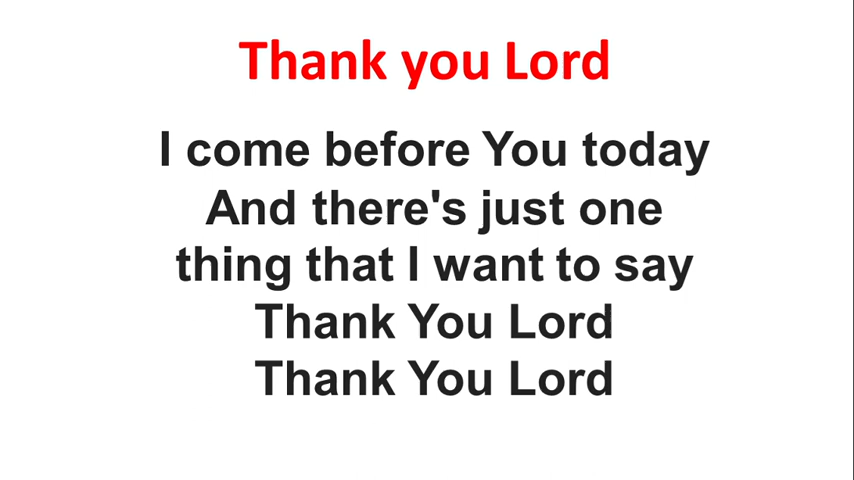 Thank you Lord
I come before You today
And there's just one
thing that I want to say
Thank You Lord
Thank You Lord